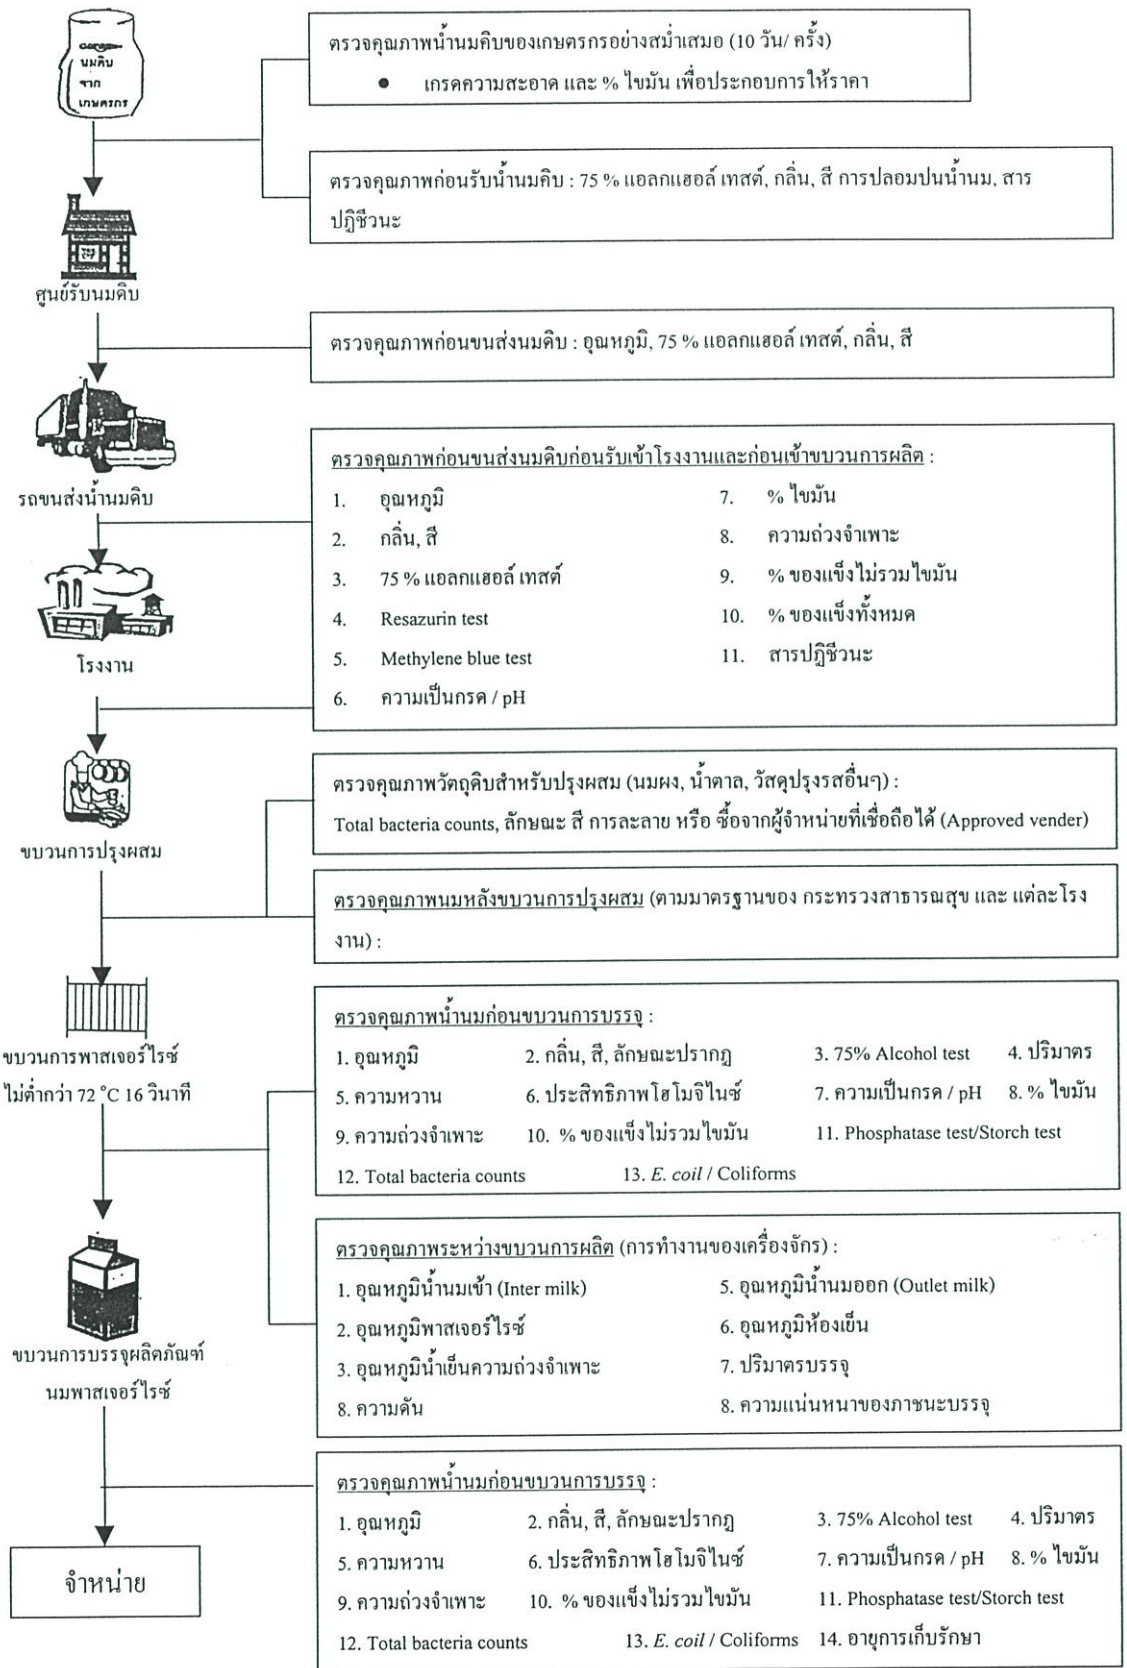 นมดิบ
จาก
เกษตรกร
ตรวจคุณภาพน้ำนมดิบของเกษตรกรอย่างสม่ำเสมอ (10 วัน/ ครั้ง)
● เกรดความสะอาด และ % ไขมัน เพื่อประกอบการให้ราคา
ตรวจคุณภาพก่อนรับน้ำนมดิบ : 75 % แอลกแฮอล์ เทสต์, กลิ่น, สี การปลอมปนน้ำนม, สาร
ปฏิชีวนะ
ศูนย์รับนมดิบ
ตรวจคุณภาพก่อนขนส่งนมดิบ : อุณหภูมิ, 75 % แอลกแฮอล์ เทสต์, กลิ่น, สี
รถขนส่งน้ำนมดิบ
ตรวจคุณภาพก่อนขนส่งนมดิบก่อนรับเข้าโรงงานและก่อนเข้าขบวนการผลิต :
1. อุณหภูมิ 7. % ไขมัน
2. กลิ่น, สี 8. ความถ่วงจำเพาะ
3. 75 % แอลกแฮอล์ เทสต์ 9. % ของแข็งไม่รวมไขมัน
4. Resazurin test 10. % ของแข็งทั้งหมด
5. Methylene blue test 11. สารปฏิชีวนะ
6. ความเป็นกรด / pH
โรงงาน
ตรวจคุณภาพวัตถุดิบสำหรับปรุงผสม (นมผง, น้ำตาล, วัสดุปรุงรสอื่นๆ) :
Total bacteria counts, ลักษณะ สี การละลาย หรือ ซื้อจากผู้จำหน่ายที่เชื่อถือได้ (Approved vender)
ขบวนการปรุงผสม
ตรวจคุณภาพนมหลังขบวนการปรุงผสม (ตามมาตรฐานของ กระทรวงสาธารณสุข และ แต่ละโรง
งาน) :
ขบวนการพาสเจอร์ไรซ์
ไม่ต่ำกว่า 72 °C 16 วินาที
ตรวจคุณภาพน้ำนมก่อนขบวนการบรรจุ :
1. อุณหภูมิ 2. กลิ่น, สี, ลักษณะปรากฏ 3. 75% Alcohol test 4. ปริมาตร
5. ความหวาน 6. ประสิทธิภาพโฮโมจิไนซ์ 7. ความเป็นกรด / pH 8. % ไขมัน
9. ความถ่วงจำเพาะ 10. % ของแข็งไม่รวมไขมัน 11. Phosphatase test/Storch test
12. Total bacteria counts 13. E. coil / Coliforms
ตรวจคุณภาพระหว่างขบวนการผลิต (การทำงานของเครื่องจักร) :
1. อุณหภูมิน้ำนมเข้า (Inter milk) 5. อุณหภูมิน้ำนมออก (Outlet milk)
2. อุณหภูมิพาสเจอร์ไรซ์ 6. อุณหภูมิห้องเย็น
3. อุณหภูมิน้ำเย็นความถ่วงจำเพาะ 7. ปริมาตรบรรจุ
8. ความดัน 8. ความแน่นหนาของภาชนะบรรจุ
ขบวนการบรรจุผลิตภัณฑ์
นมพาสเจอร์ไรซ์
ตรวจคุณภาพน้ำนมก่อนขบวนการบรรจุ :
1. อุณหภูมิ 2. กลิ่น, สี, ลักษณะปรากฏ 3. 75% Alcohol test 4. ปริมาตร
5. ความหวาน 6. ประสิทธิภาพโฮโมจิไนซ์ 7. ความเป็นกรด / pH 8. % ไขมัน
9. ความถ่วงจำเพาะ 10. % ของแข็งไม่รวมไขมัน 11. Phosphatase test/Storch test
12. Total bacteria counts 13. E. coil / Coliforms 14. อายุการเก็บรักษา
จำหน่าย